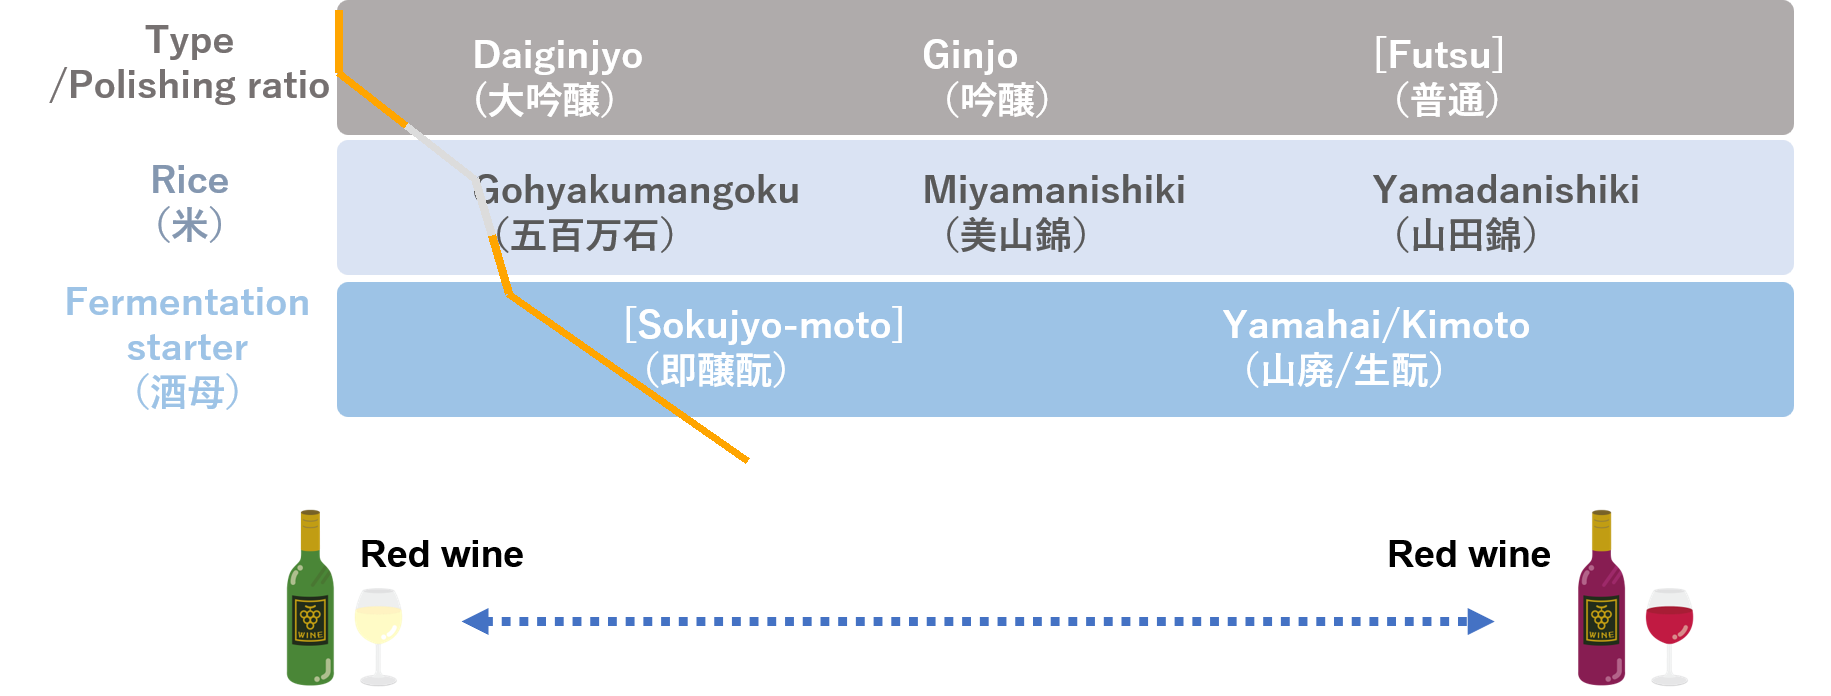 Type
/Polishing ratio
Daiginjyo
（大吟醸）
Ginjo
（吟醸）
[Futsu]
（普通）
Rice
（米）
Gohyakumangoku
（五百万石）
Miyamanishiki
（美山錦）
Yamadanishiki
（山田錦）
Fermentation
starter
（酒母）
[Sokujyo-moto]
（即醸酛）
Yamahai/Kimoto
（山廃/生酛）
Red wine
Red wine
WINE
WINE